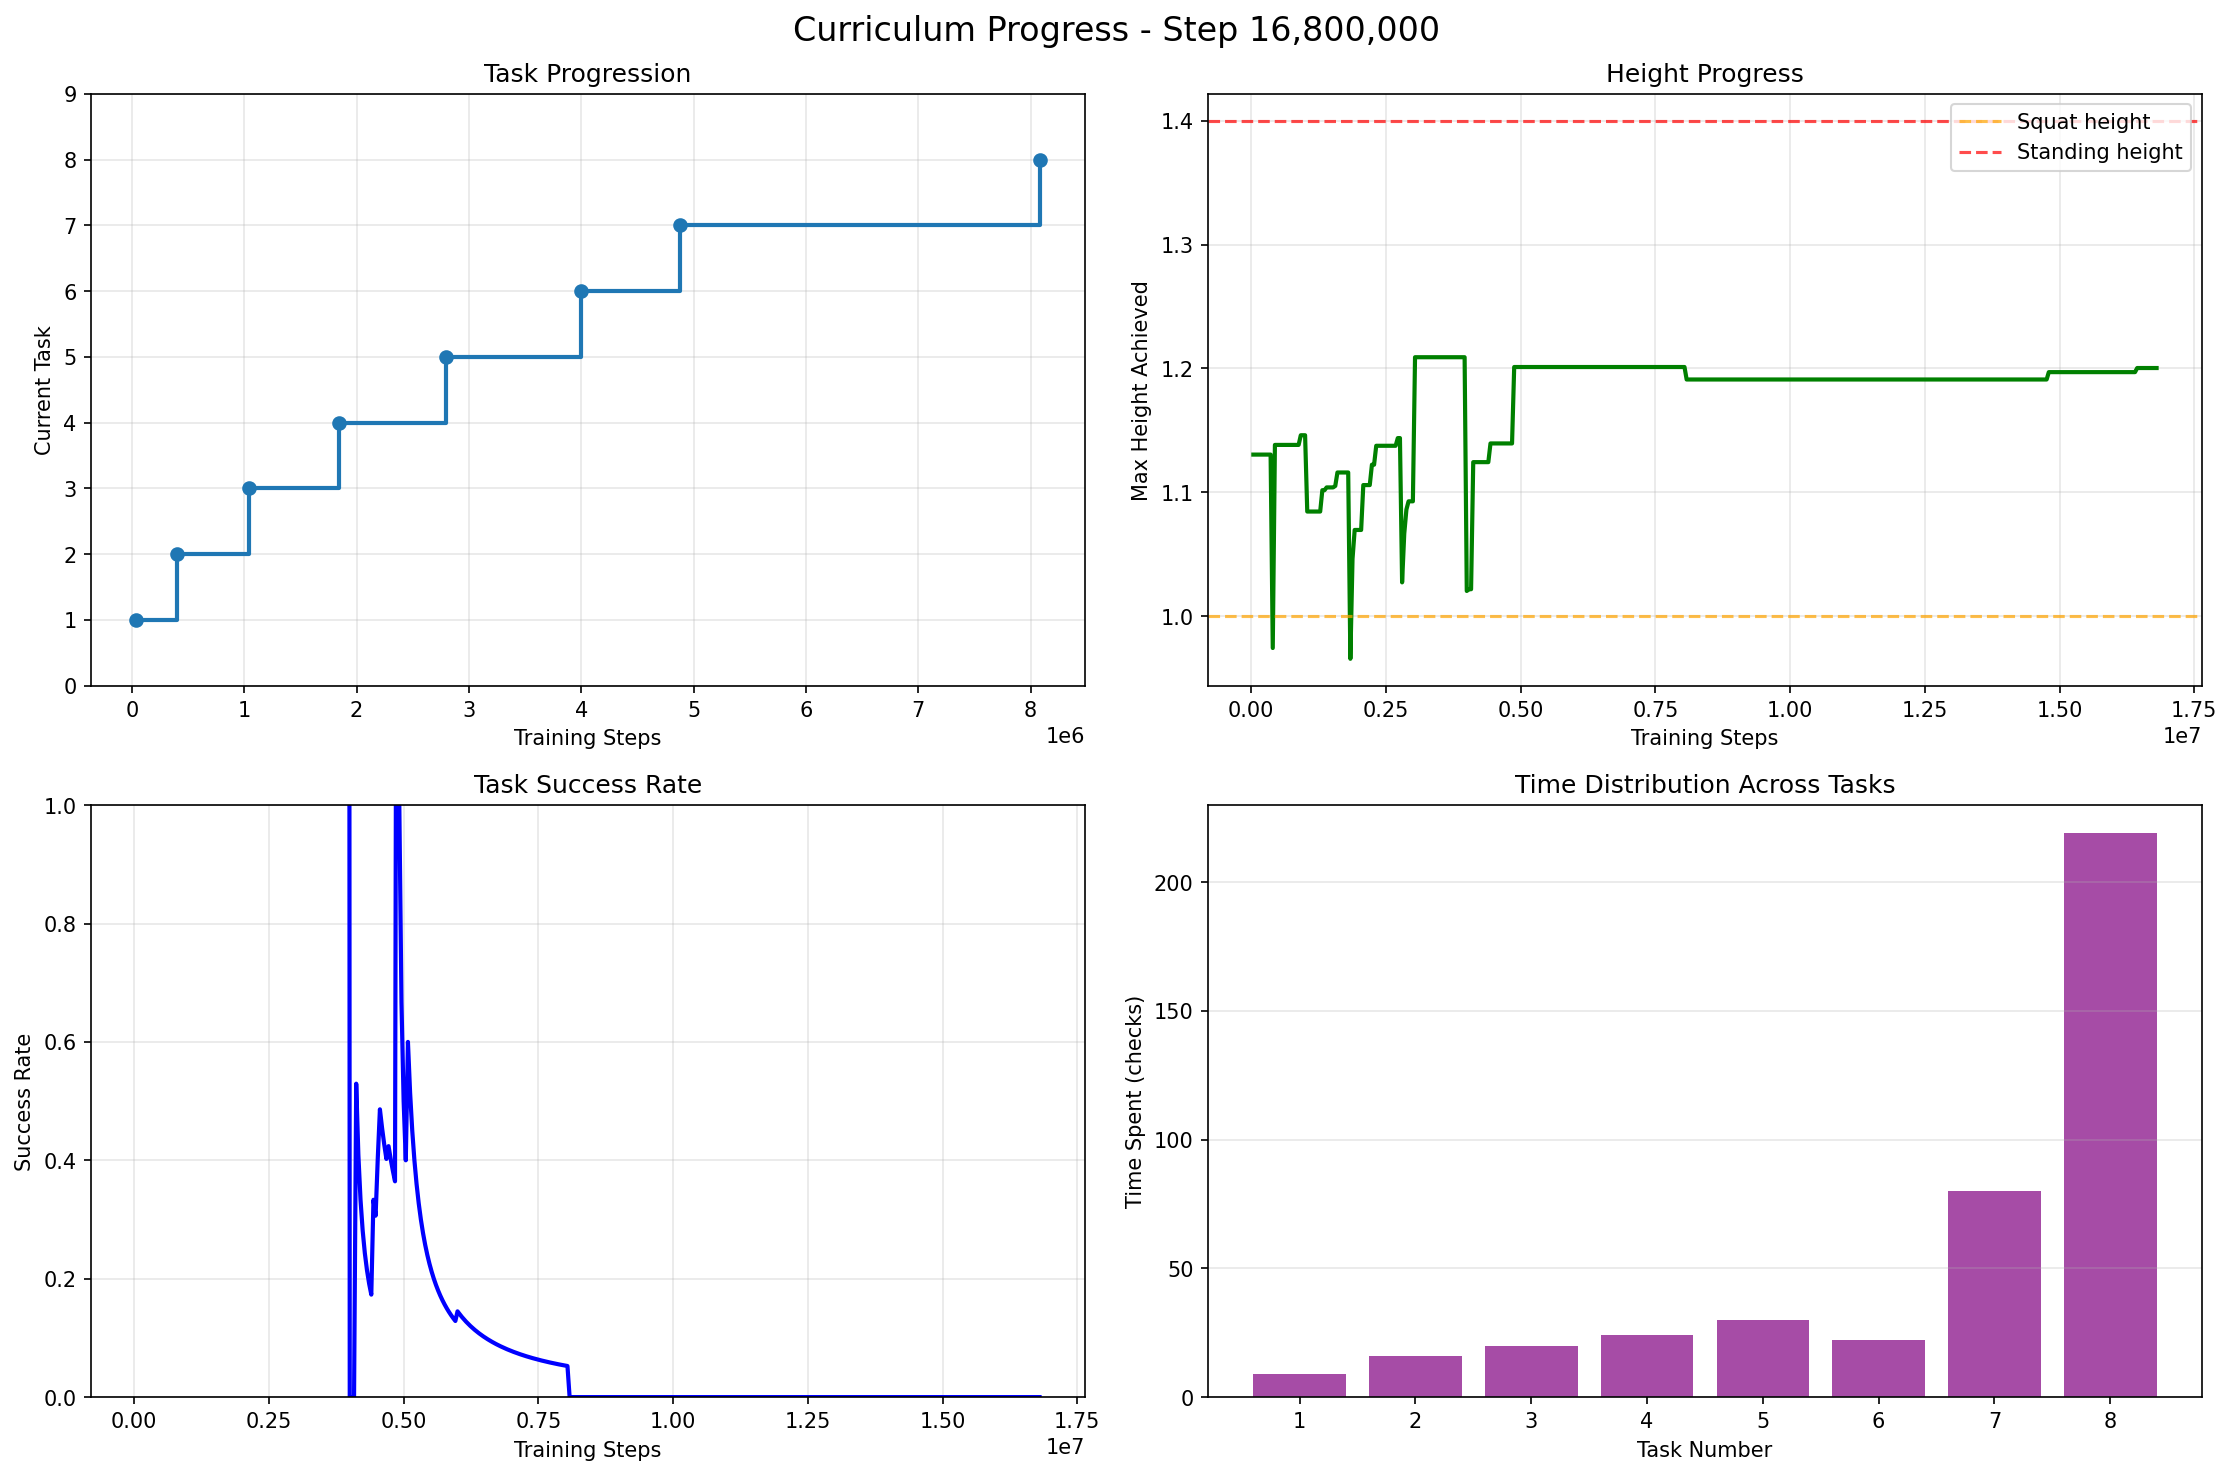 Curriculum Progress - Step 16,800,000
Task Progression
Current Task
9
8
7
6
5
4
3
2
1
0
0 1 2 3 4 5 6 7 8
1e6
Training Steps
Height Progress
Max Height Achieved
1.4
1.3
1.2
1.1
1.0
Squat height
Standing height
0.00 0.25 0.50 0.75 1.00 1.25 1.50 1.75
1e7
Training Steps
Task Success Rate
Success Rate
1.0
0.8
0.6
0.4
0.2
0.0
0.00 0.25 0.50 0.75 1.00 1.25 1.50 1.75
1e7
Training Steps
Time Distribution Across Tasks
Time Spent (checks)
200
150
100
50
0
1 2 3 4 5 6 7 8
Task Number